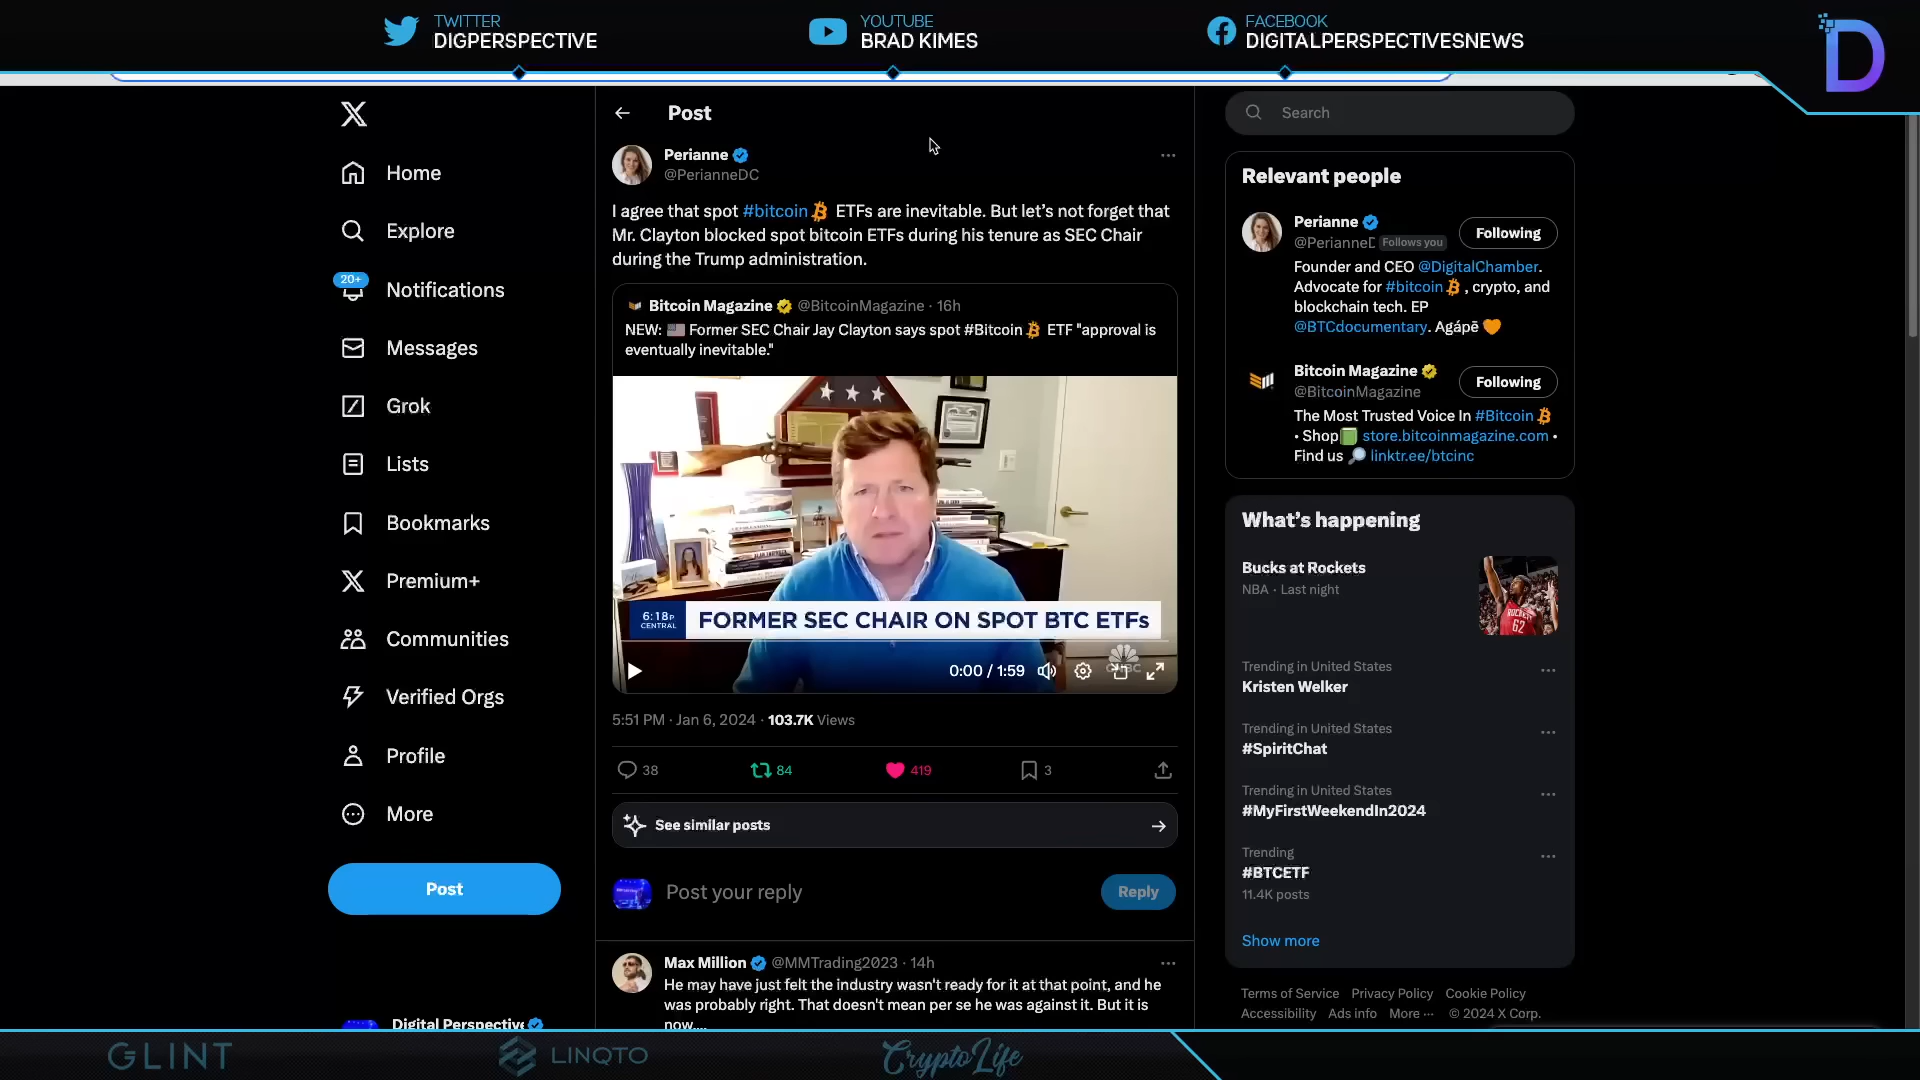 TWITTER
DIGPERSPECTIVE
YOUTUBE
BRAD KIMES
FACEBOOK
DIGITALPERSPECTIVESNEWS
D
Home
Explore
20+
Notifications
Messages
Grok
Lists
Bookmarks
Premium+
Communities
Verified Orgs
Profile
More
Post
Digital Perspective
Post
Perianne
@PerianneDC
I agree that spot #bitcoin ETFs are inevitable. But let's not forget that
Mr. Clayton blocked spot bitcoin ETFs during his tenure as SEC Chair
during the Trump administration.
Bitcoin Magazine @BitcoinMagazine · 16h
NEW: Former SEC Chair Jay Clayton says spot #Bitcoin ETF "approval is
eventually inevitable."
6:18P
CENTRAL
FORMER SEC CHAIR ON SPOT BTC ETFs
0:00 / 1:59
5:51 PM · Jan 6, 2024 · 103.7K Views
38
84
419
3
See similar posts
Post your reply
Reply
Max Million @MMTrading2023 · 14h
He may have just felt the industry wasn't ready for it at that point, and he
was probably right. That doesn't mean per se he was against it. But it is
now....
Search
Relevant people
Perianne
@PerianneD Follows you
Following
Founder and CEO @DigitalChamber.
Advocate for #bitcoin , crypto, and
blockchain tech. EP
@BTCdocumentary. Agápē
Bitcoin Magazine
@BitcoinMagazine
Following
The Most Trusted Voice In #Bitcoin
• Shop store.bitcoinmagazine.com •
Find us linktr.ee/btcinc
What's happening
Bucks at Rockets
NBA · Last night
ROCKETS
62
Trending in United States
Kristen Welker
Trending in United States
#SpiritChat
Trending in United States
#MyFirstWeekendIn2024
Trending
#BTCETF
11.4K posts
Show more
Terms of Service Privacy Policy Cookie Policy
Accessibility Ads info More ··· © 2024 X Corp.
GLINT
LINQTO
CryptoLife